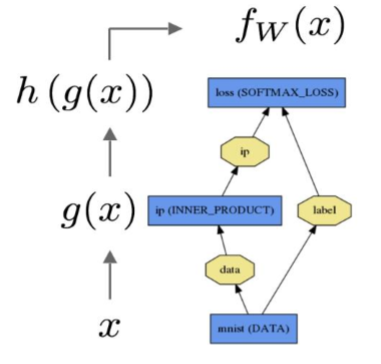 f_W(x)
h (g(x))
loss (SOFTMAX_LOSS)
ip
g(x)
ip (INNER_PRODUCT)
label
data
x
mnist (DATA)